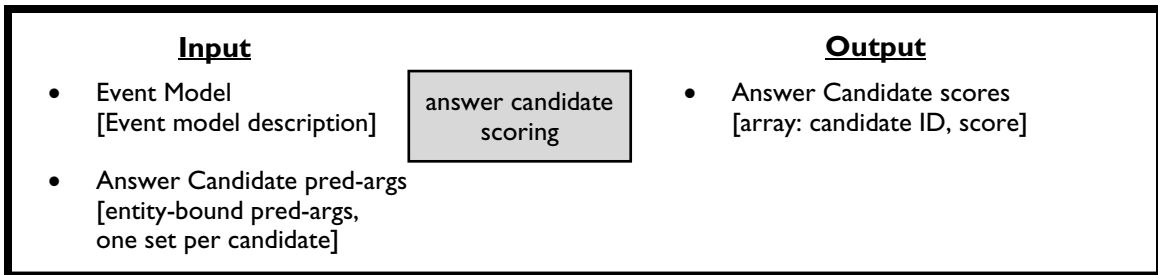 Input
• Event Model
[Event model description]
• Answer Candidate pred-args
[entity-bound pred-args,
one set per candidate]
answer candidate
scoring
Output
• Answer Candidate scores
[array: candidate ID, score]